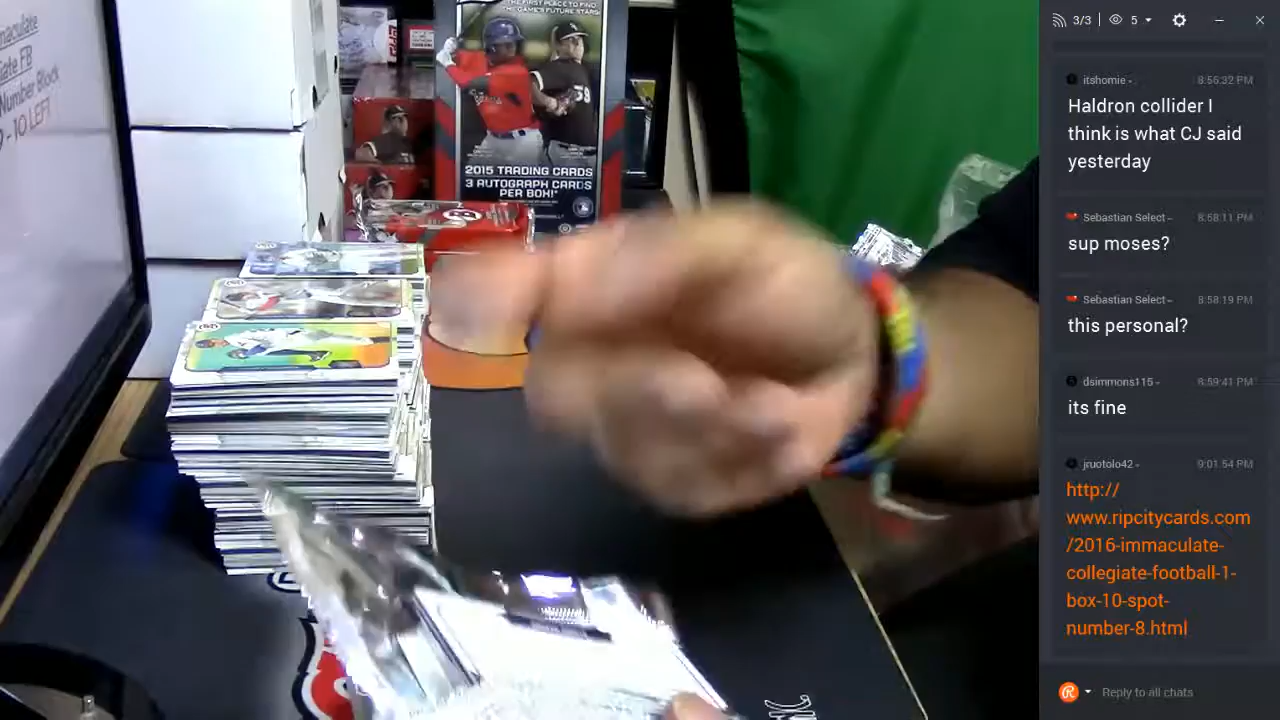 THE FIRST PLACE TO FIND
THE GAME'S FUTURE STARS
2015 TRADING CARDS
3 AUTOGRAPH CARDS
PER BOX!*
Number Block
- 10 LEFT
3/3
5
itshomie - 8:56:32 PM
Haldron collider I
think is what CJ said
yesterday
Sebastian Select - 8:58:11 PM
sup moses?
Sebastian Select - 8:58:19 PM
this personal?
dsimmons115 - 8:59:41 PM
its fine
jruotolo42 - 9:01:54 PM
http://
www.ripcitycards.com
/2016-immaculate-
collegiate-football-1-
box-10-spot-
number-8.html
Reply to all chats